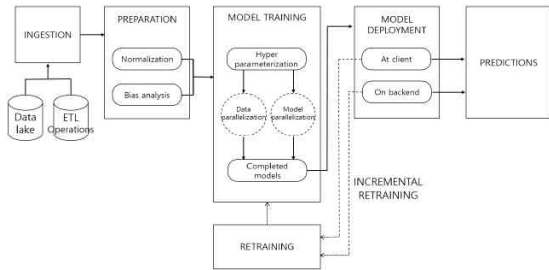 INGESTION
Data
lake
ETL
Operations
PREPARATION
Normalization
Bias analysis
MODEL TRAINING
Hyper
parameterization
Data
parallelization
Model
parallelization
Completed
models
MODEL
DEPLOYMENT
At client
On backend
PREDICTIONS
INCREMENTAL
RETRAINING
RETRAINING